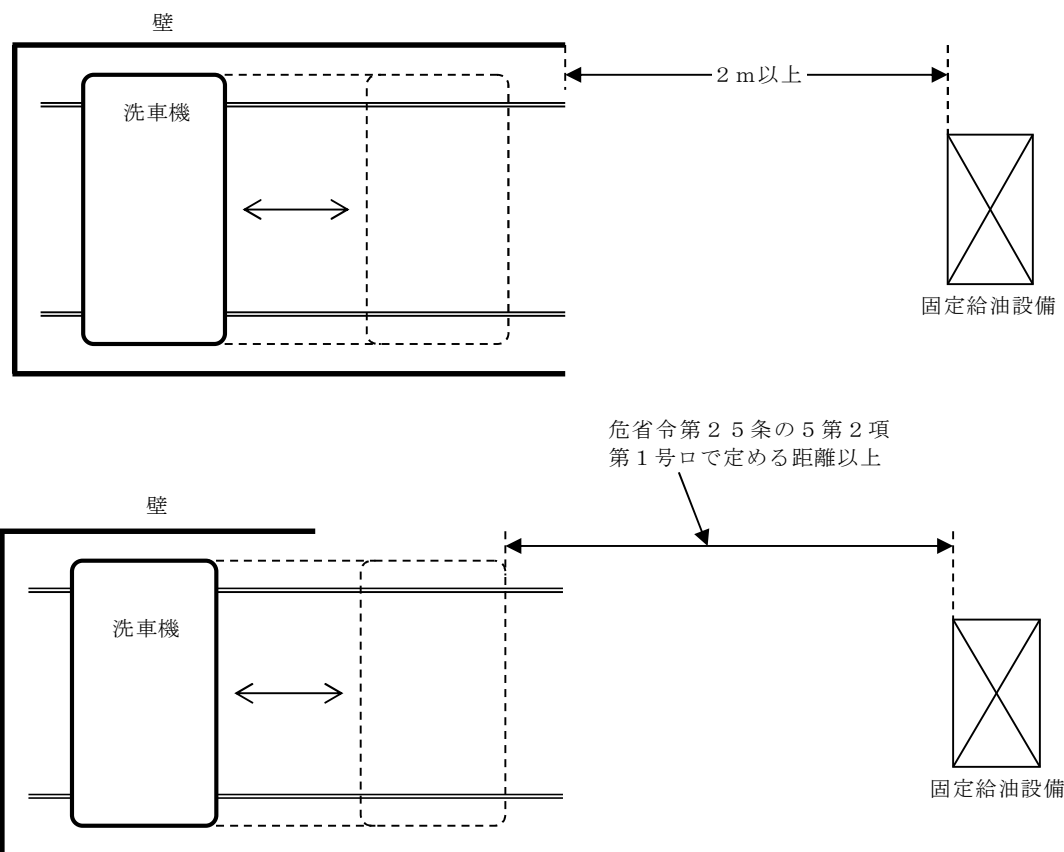 壁
洗車機
２ｍ以上
固定給油設備
危省令第２５条の５第２項
第１号ロで定める距離以上
壁
洗車機
固定給油設備